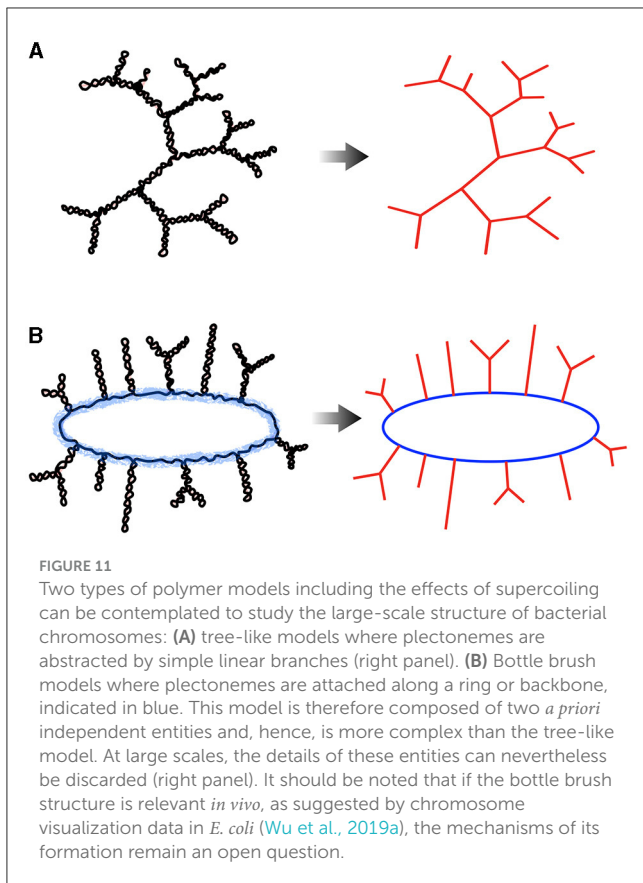 A
B
FIGURE 11
Two types of polymer models including the effects of supercoiling
can be contemplated to study the large-scale structure of bacterial
chromosomes: (A) tree-like models where plectonemes are
abstracted by simple linear branches (right panel). (B) Bottle brush
models where plectonemes are attached along a ring or backbone,
indicated in blue. This model is therefore composed of two a priori
independent entities and, hence, is more complex than the tree-like
model. At large scales, the details of these entities can nevertheless
be discarded (right panel). It should be noted that if the bottle brush
structure is relevant in vivo, as suggested by chromosome
visualization data in E. coli (Wu et al., 2019a), the mechanisms of its
formation remain an open question.